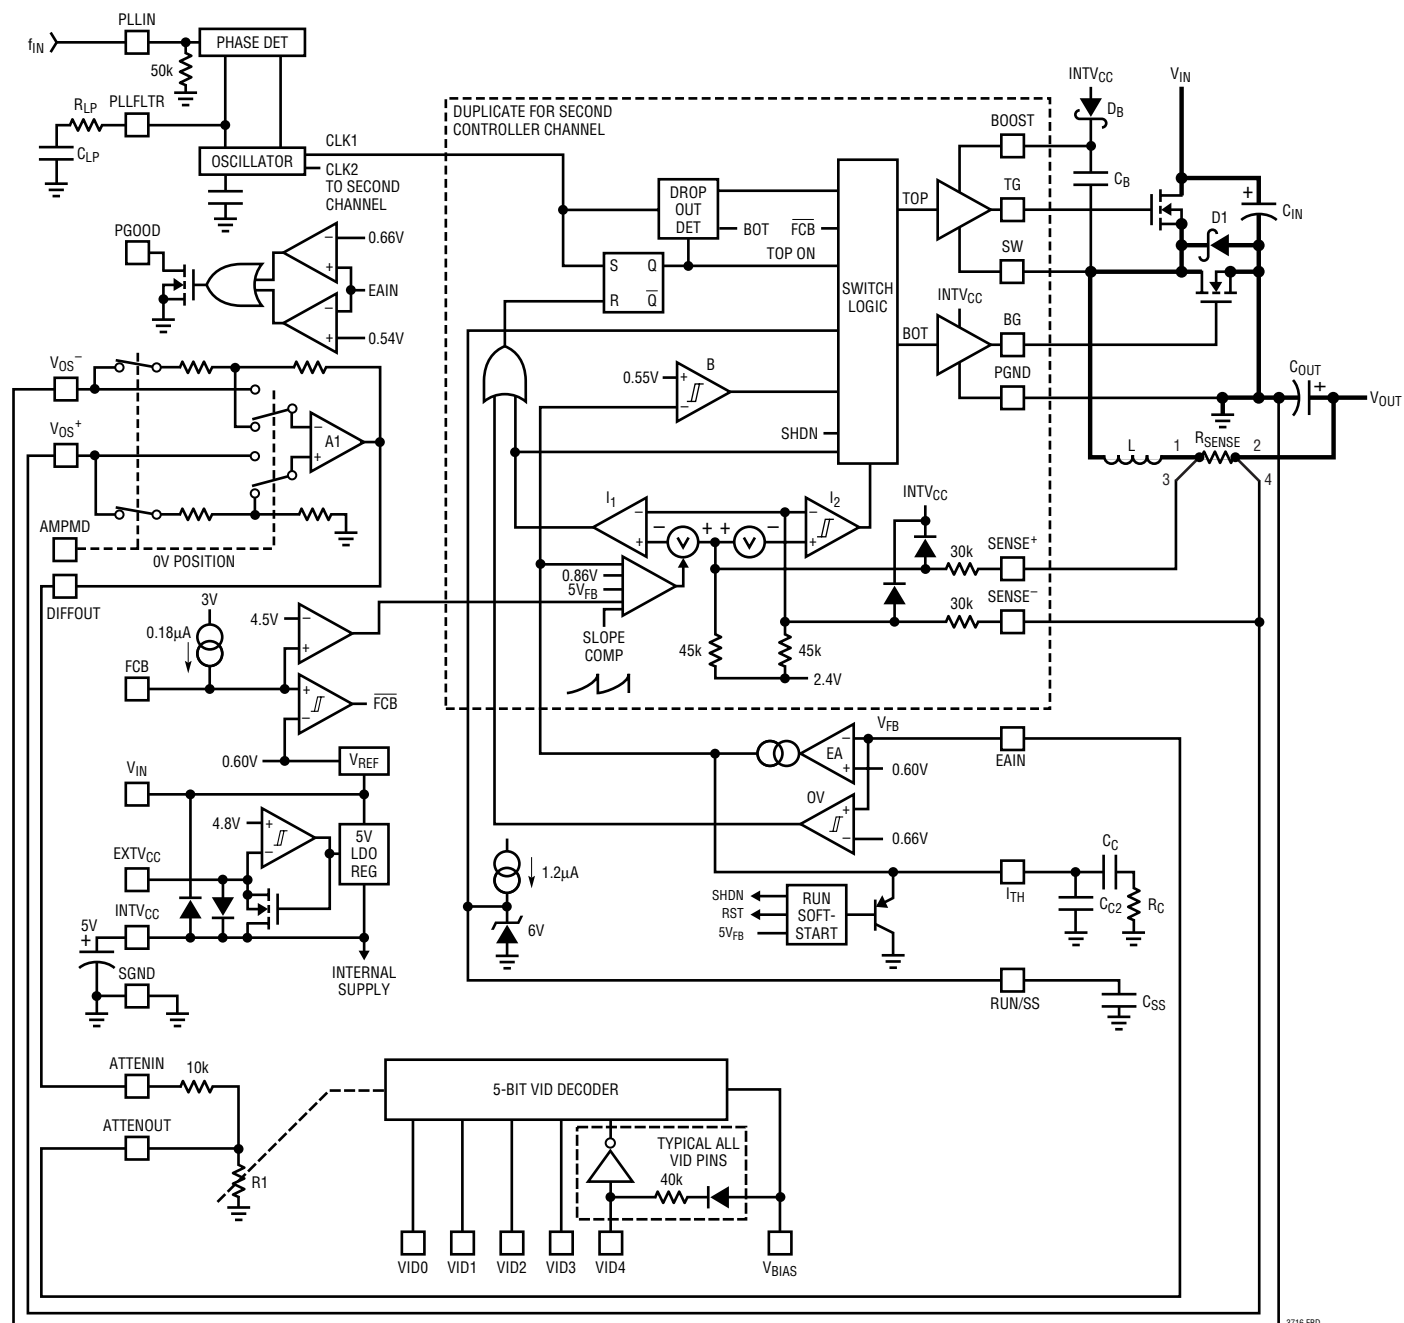 PLLIN
fIN
PHASE DET
50k
RLP
PLLFLTR
CLP
OSCILLATOR
CLK1
CLK2
TO SECOND
CHANNEL
PGOOD
0.66V
EAIN
0.54V
DUPLICATE FOR SECOND
CONTROLLER CHANNEL
DROP
OUT
DET
BOT
FCB
TOP ON
S
Q
R
Q
SWITCH
LOGIC
TOP
BOT
INTVCC
BOOST
TG
SW
BG
PGND
INTVCC
DB
CB
VIN
D1
CIN
COUT
VOUT
L
1
RSENSE
2
3
4
0.55V
B
SHDN
VOS−
VOS+
A1
AMPMD
0V POSITION
DIFFOUT
I1
I2
INTVCC
0.86V
5VFB
SLOPE
COMP
V
V
30k
SENSE+
30k
SENSE−
45k
45k
2.4V
3V
0.18µA
4.5V
FCB
FCB
0.60V
VREF
VFB
EA
EAIN
0.60V
OV
0.66V
VIN
4.8V
5V
LDO
REG
EXTVCC
INTVCC
5V
SGND
INTERNAL
SUPPLY
1.2µA
6V
SHDN
RST
5VFB
RUN
SOFT-
START
ITH
CC
CC2
RC
RUN/SS
CSS
ATTENIN
10k
ATTENOUT
R1
5-BIT VID DECODER
TYPICAL ALL
VID PINS
40k
VID0
VID1
VID2
VID3
VID4
VBIAS
3716 FBD